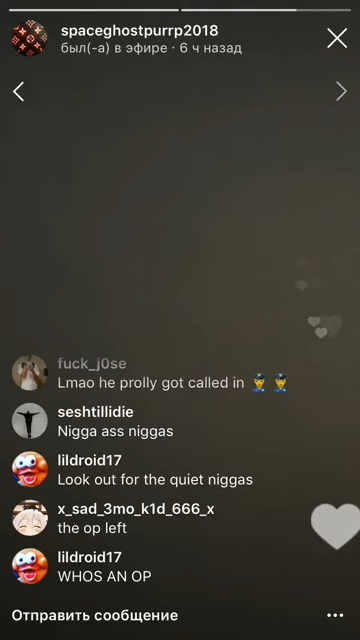 spaceghostpurrp2018
был(-а) в эфире · 6 ч назад
fuck_j0se
Lmao he prolly got called in 👮 👮
seshtillidie
Nigga ass niggas
lildroid17
Look out for the quiet niggas
x_sad_3mo_k1d_666_x
the op left
lildroid17
WHOS AN OP
Отправить сообщение